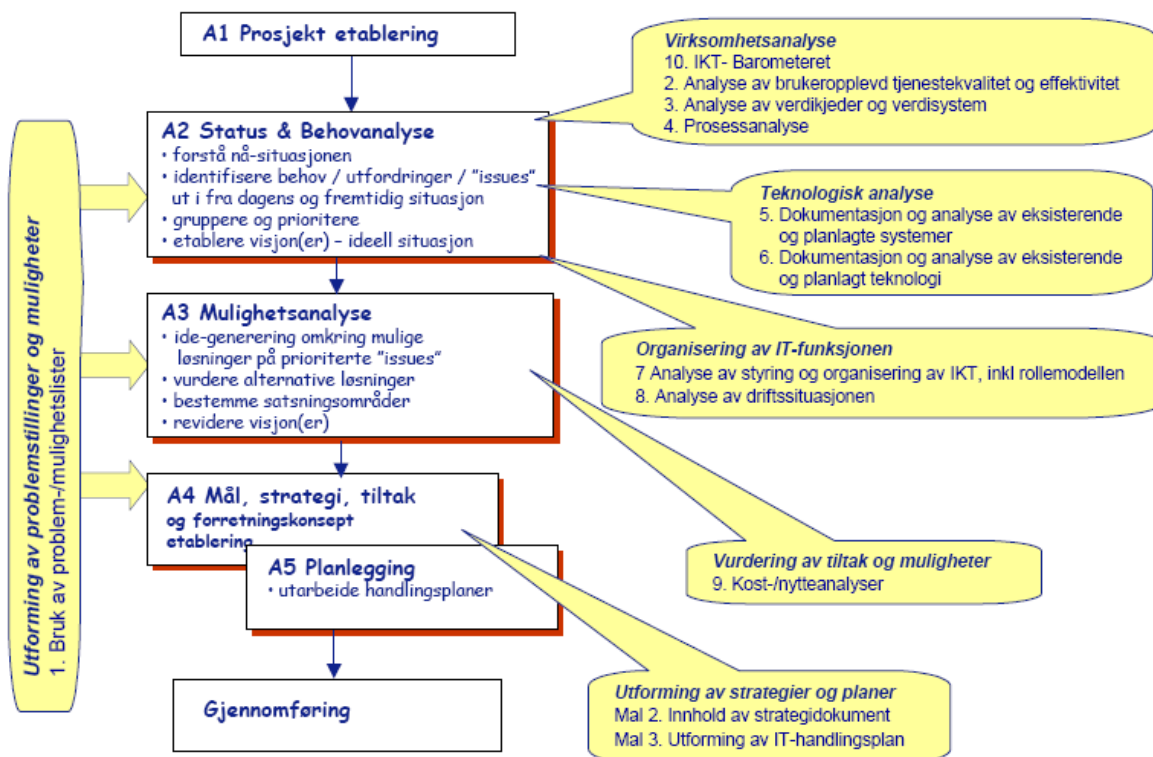 A1 Prosjekt etablering
A2 Status & Behovanalyse
• forstå nå-situasjonen
• identifisere behov / utfordringer / "issues"
ut i fra dagens og fremtidig situasjon
• gruppere og prioritere
• etablere visjon(er) – ideell situasjon
A3 Mulighetsanalyse
• ide-generering omkring mulige
løsninger på prioriterte "issues"
• vurdere alternative løsninger
• bestemme satsningsområder
• revidere visjon(er)
A4 Mål, strategi, tiltak
og forretningskonsept
etablering
A5 Planlegging
• utarbeide handlingsplaner
Gjennomføring
Utforming av problemstillinger og muligheter
1. Bruk av problem-/mulighetslister
Virksomhetsanalyse
10. IKT- Barometeret
2. Analyse av brukeropplevd tjenestekvalitet og effektivitet
3. Analyse av verdikjeder og verdisystem
4. Prosessanalyse
Teknologisk analyse
5. Dokumentasjon og analyse av eksisterende
og planlagte systemer
6. Dokumentasjon og analyse av eksisterende
og planlagt teknologi
Organisering av IT-funksjonen
7 Analyse av styring og organisering av IKT, inkl rollemodellen
8. Analyse av driftssituasjonen
Vurdering av tiltak og muligheter
9. Kost-/nytteanalyser
Utforming av strategier og planer
Mal 2. Innhold av strategidokument
Mal 3. Utforming av IT-handlingsplan